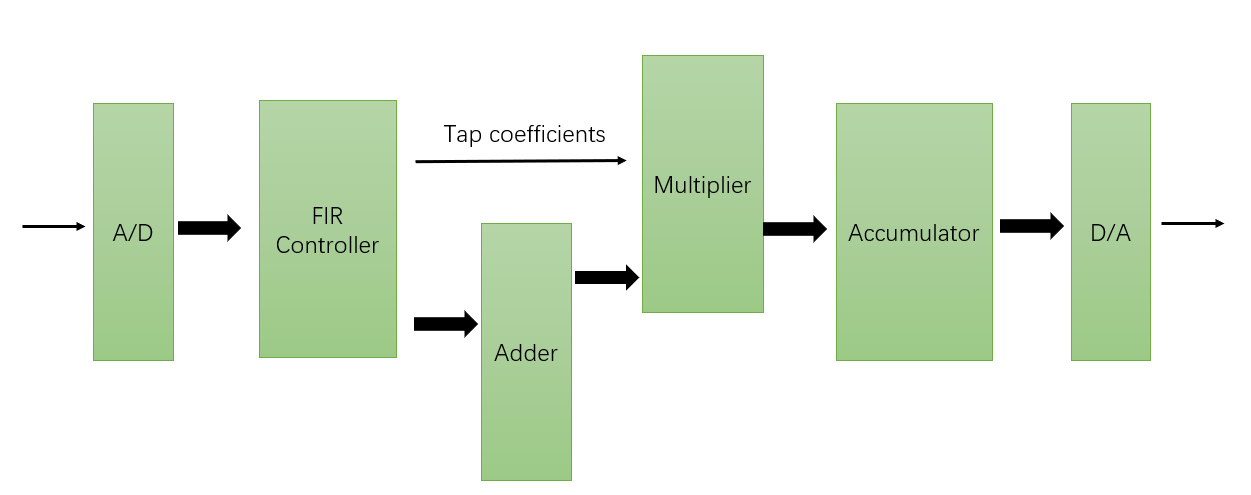 A/D
FIR
Controller
Tap coefficients
Adder
Multiplier
Accumulator
D/A